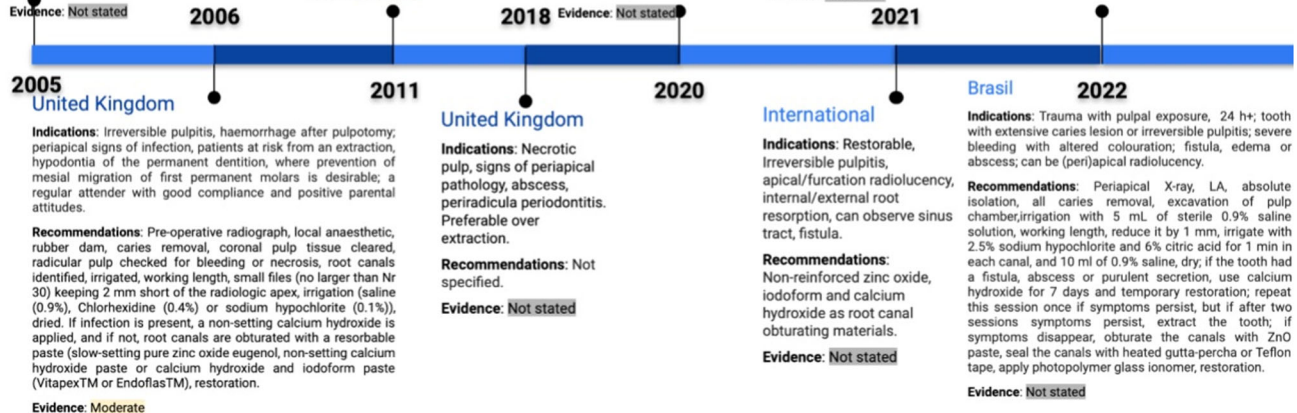 Evidence: Not stated
2006
2018
Evidence: Not stated
2021
2005
2011
2020
2022
United Kingdom
Indications: Irreversible pulpitis, haemorrhage after pulpotomy;
periapical signs of infection, patients at risk from an extraction,
hypodontia of the permanent dentition, where prevention of
mesial migration of first permanent molars is desirable; a
regular attender with good compliance and positive parental
attitudes.
Recommendations: Pre-operative radiograph, local anaesthetic,
rubber dam, caries removal, coronal pulp tissue cleared,
radicular pulp checked for bleeding or necrosis, root canals
identified, irrigated, working length, small files (no larger than Nr
30) keeping 2 mm short of the radiologic apex, irrigation (saline
(0.9%), Chlorhexidine (0.4%) or sodium hypochlorite (0.1%)),
dried. If infection is present, a non-setting calcium hydroxide is
applied, and if not, root canals are obturated with a resorbable
paste (slow-setting pure zinc oxide eugenol, non-setting calcium
hydroxide paste or calcium hydroxide and iodoform paste
(VitapexTM or EndoflasTM), restoration.
Evidence: Moderate
United Kingdom
Indications: Necrotic
pulp, signs of periapical
pathology, abscess,
periradicula periodontitis.
Preferable over
extraction.
Recommendations: Not
specified.
Evidence: Not stated
International
Indications: Restorable,
Irreversible pulpitis,
apical/furcation radiolucency,
internal/external root
resorption, can observe sinus
tract, fistula.
Recommendations:
Non-reinforced zinc oxide,
iodoform and calcium
hydroxide as root canal
obturating materials.
Evidence: Not stated
Brasil
Indications: Trauma with pulpal exposure, 24 h+; tooth
with extensive caries lesion or irreversible pulpitis; severe
bleeding with altered colouration; fistula, edema or
abscess; can be (peri)apical radiolucency.
Recommendations: Periapical X-ray, LA, absolute
isolation, all caries removal, excavation of pulp
chamber,irrigation with 5 mL of sterile 0.9% saline
solution, working length, reduce it by 1 mm, irrigate with
2.5% sodium hypochlorite and 6% citric acid for 1 min in
each canal, and 10 ml of 0.9% saline, dry; if the tooth had
a fistula, abscess or purulent secretion, use calcium
hydroxide for 7 days and temporary restoration; repeat
this session once if symptoms persist, but if after two
sessions symptoms persist, extract the tooth; if
symptoms disappear, obturate the canals with ZnO
paste, seal the canals with heated gutta-percha or Teflon
tape, apply photopolymer glass ionomer, restoration.
Evidence: Not stated